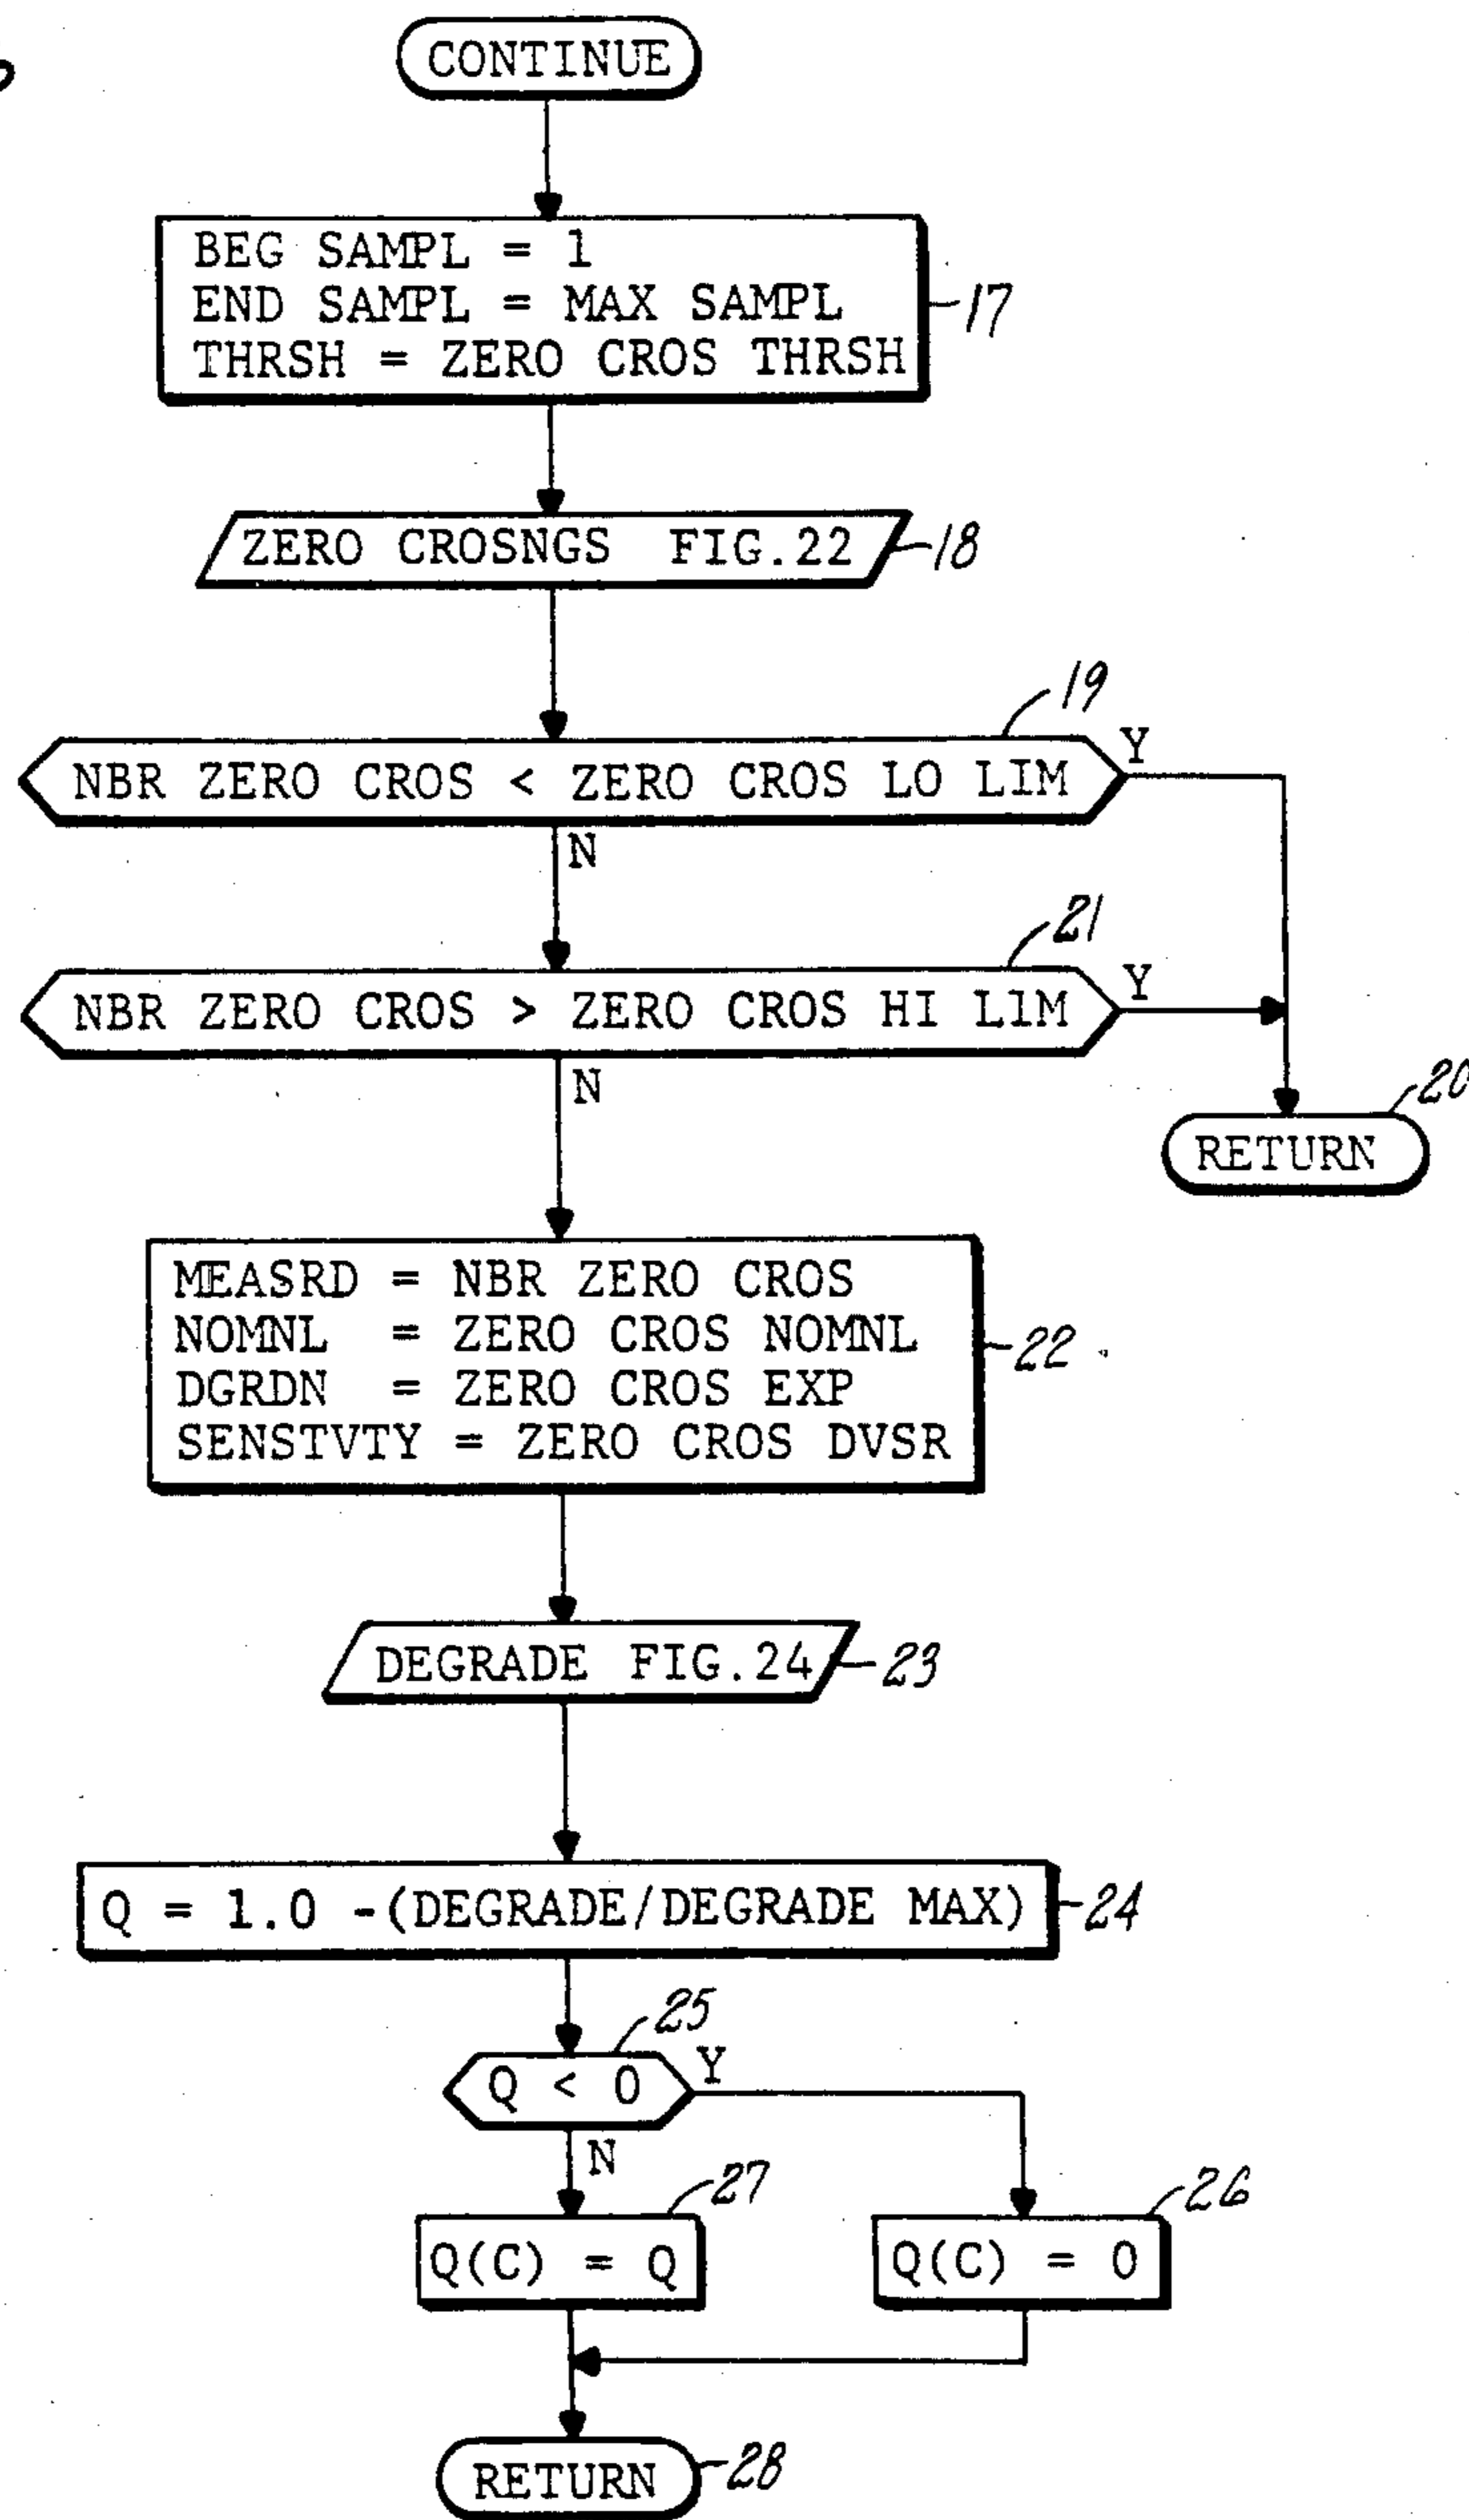 CONTINUE
BEG SAMPL = 1
END SAMPL = MAX SAMPL
THRSH = ZERO CROS THRSH
17
ZERO CROSNGS FIG.22
18
19
NBR ZERO CROS < ZERO CROS LO LIM
Y
N
21
NBR ZERO CROS > ZERO CROS HI LIM
Y
N
20
RETURN
MEASRD = NBR ZERO CROS
NOMNL = ZERO CROS NOMNL
DGRDN = ZERO CROS EXP
SENSTVTY = ZERO CROS DVSR
22
DEGRADE FIG.24
23
Q = 1.0 -(DEGRADE/DEGRADE MAX)
24
25
Q < 0
Y
N
27
26
Q(C) = Q
Q(C) = 0
RETURN
28